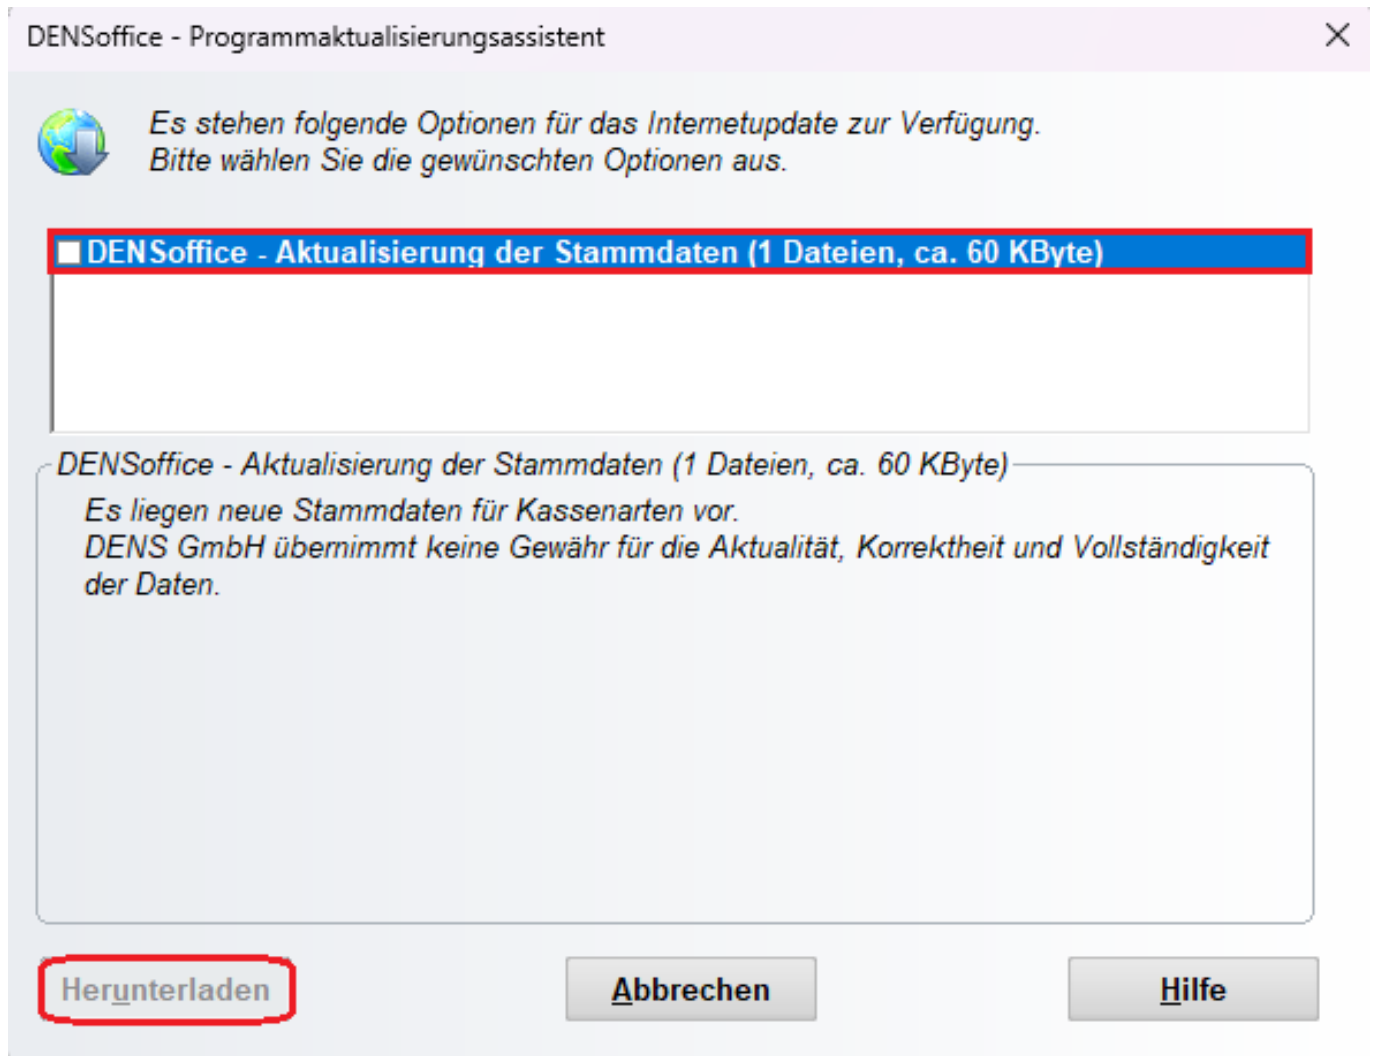 DENSoffice - Programmaktualisierungsassistent
Es stehen folgende Optionen für das Internetupdate zur Verfügung.
Bitte wählen Sie die gewünschten Optionen aus.
DENSoffice - Aktualisierung der Stammdaten (1 Dateien, ca. 60 KByte)
DENSoffice - Aktualisierung der Stammdaten (1 Dateien, ca. 60 KByte)
Es liegen neue Stammdaten für Kassenarten vor.
DENS GmbH übernimmt keine Gewähr für die Aktualität, Korrektheit und Vollständigkeit
der Daten.
Herunterladen
Abbrechen
Hilfe